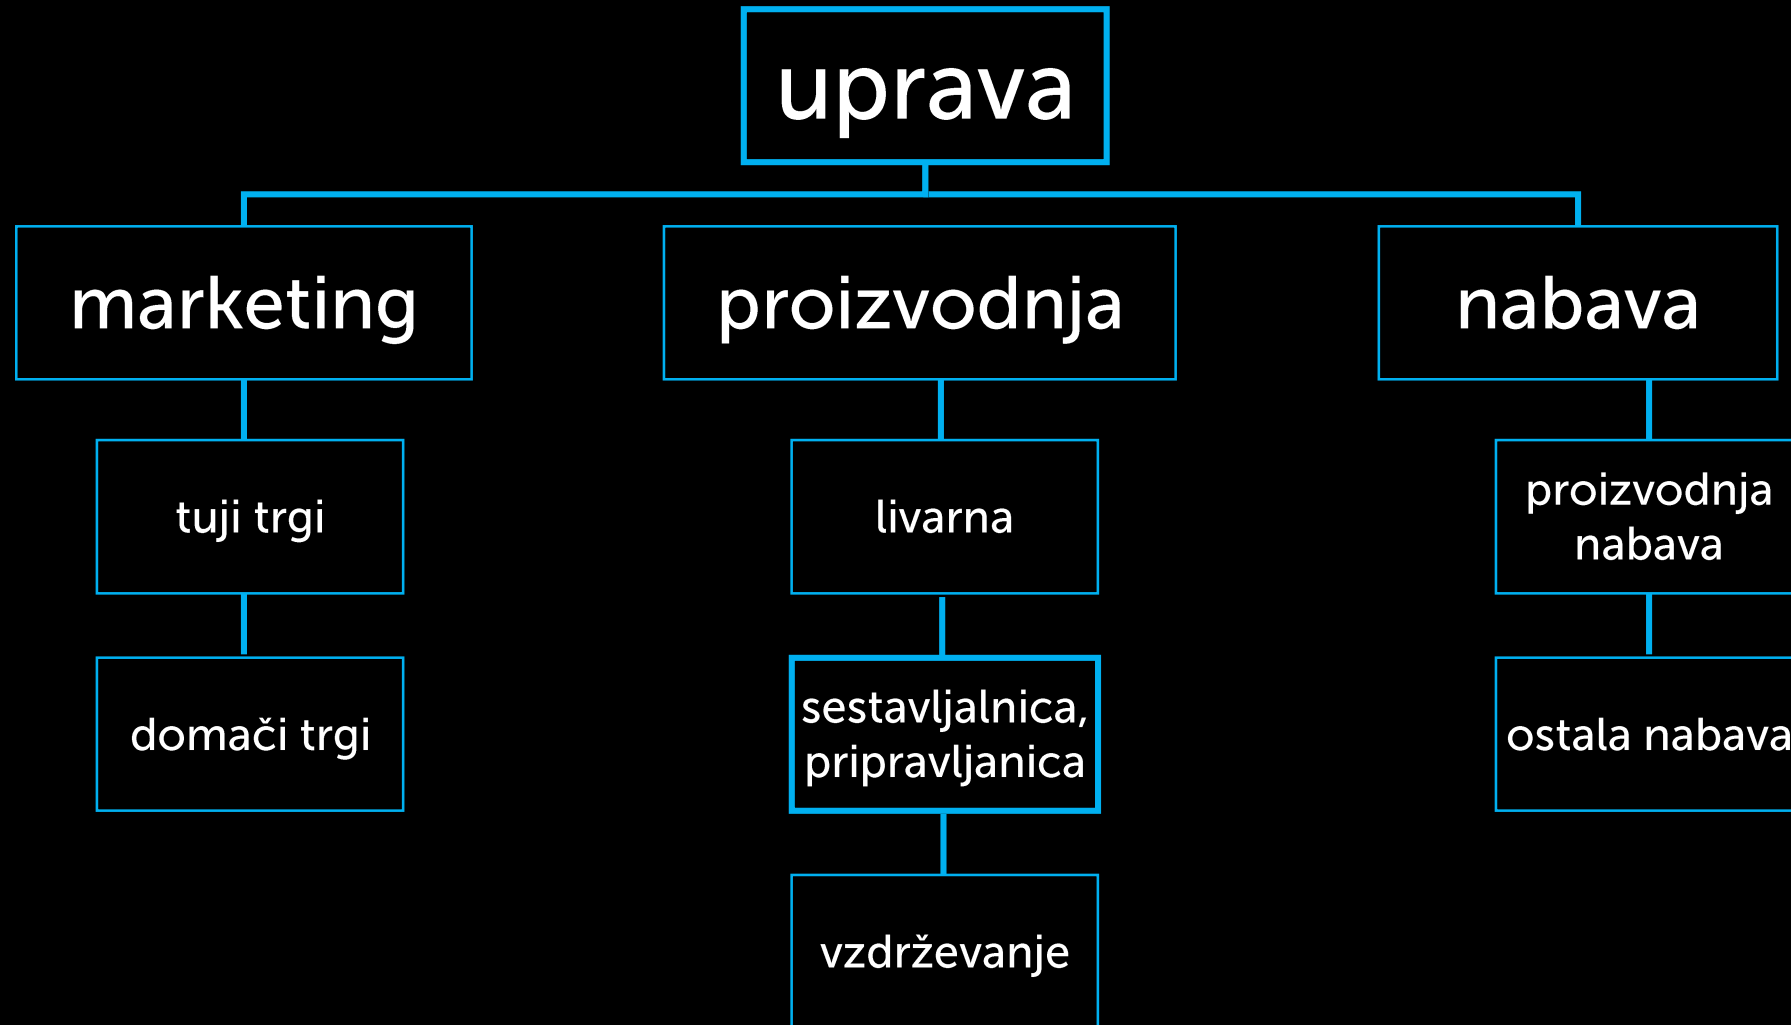 uprava
marketing
proizvodnja
nabava
tuji trgi
livarna
proizvodnja
nabava
domači trgi
sestavljalnica,
pripravljanica
ostala nabava
vzdrževanje